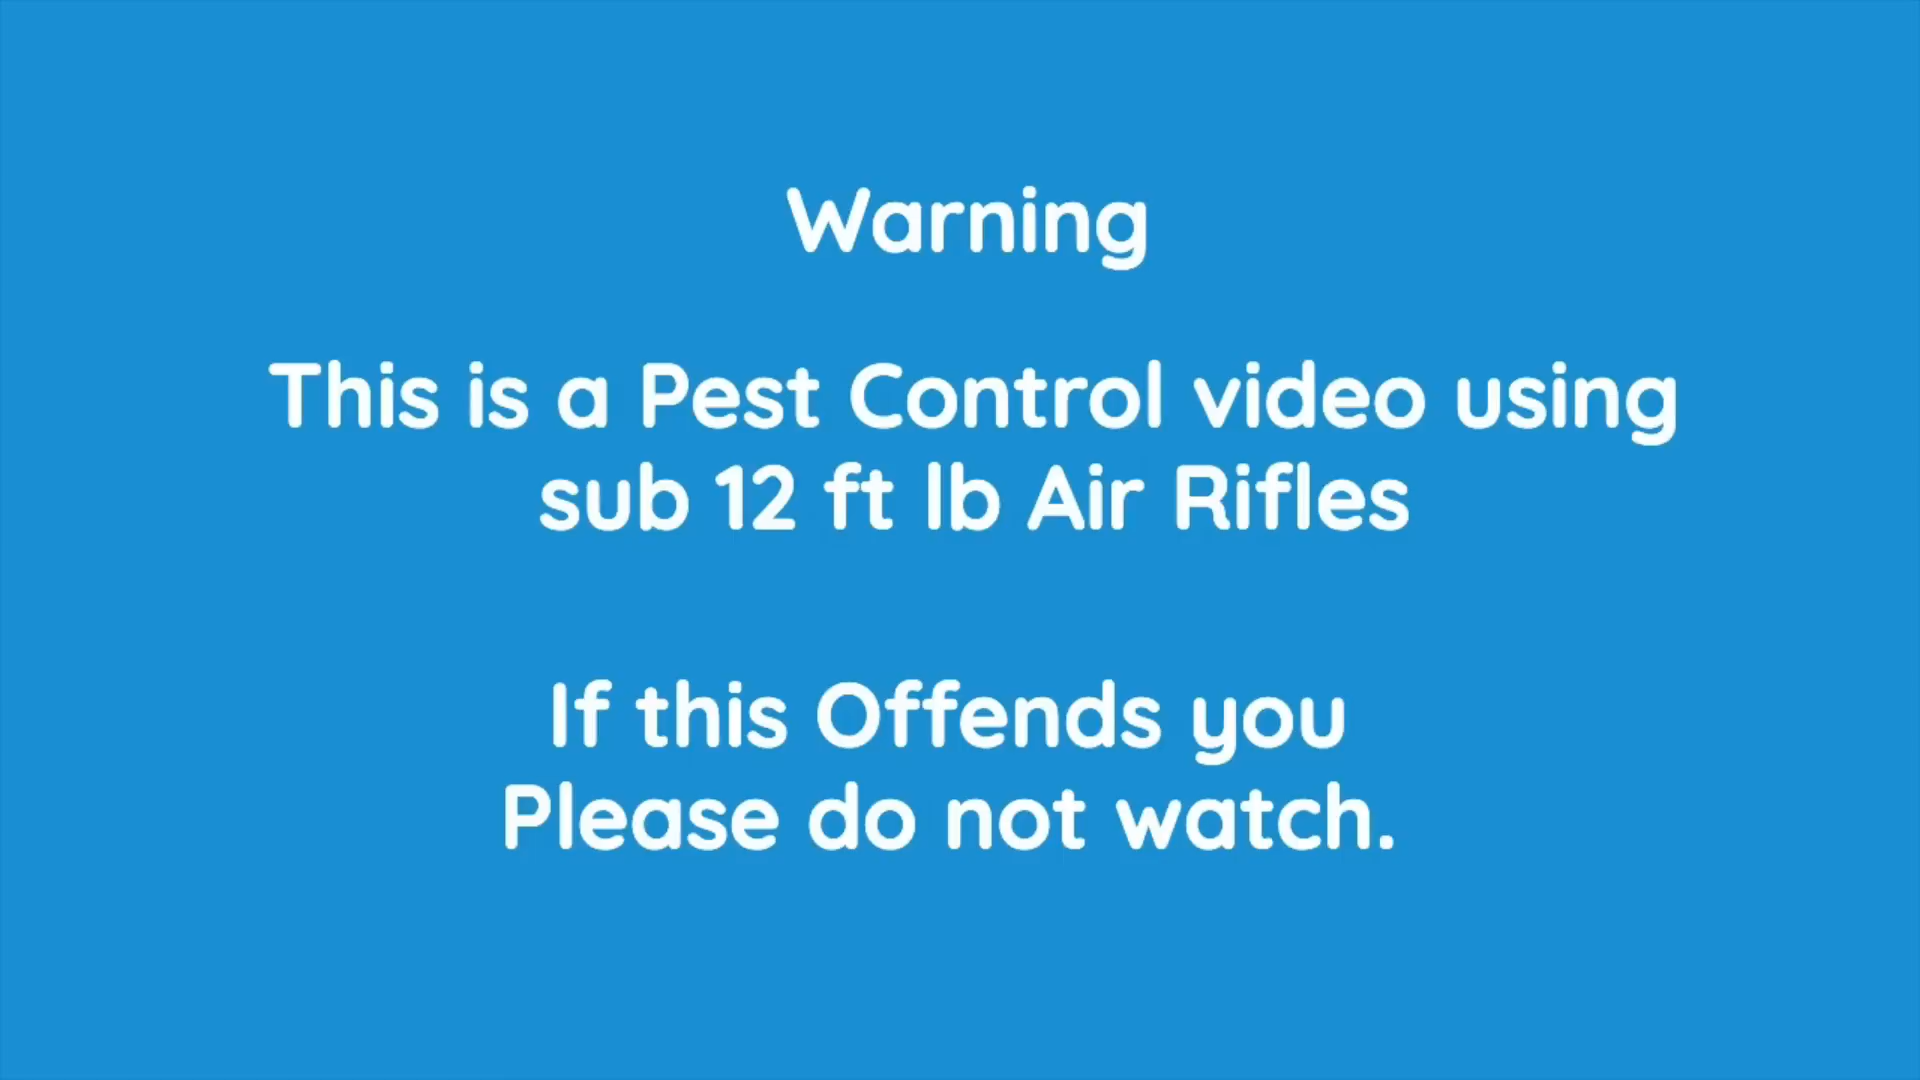 Warning
This is a Pest Control video using
sub 12 ft lb Air Rifles
If this Offends you
Please do not watch.